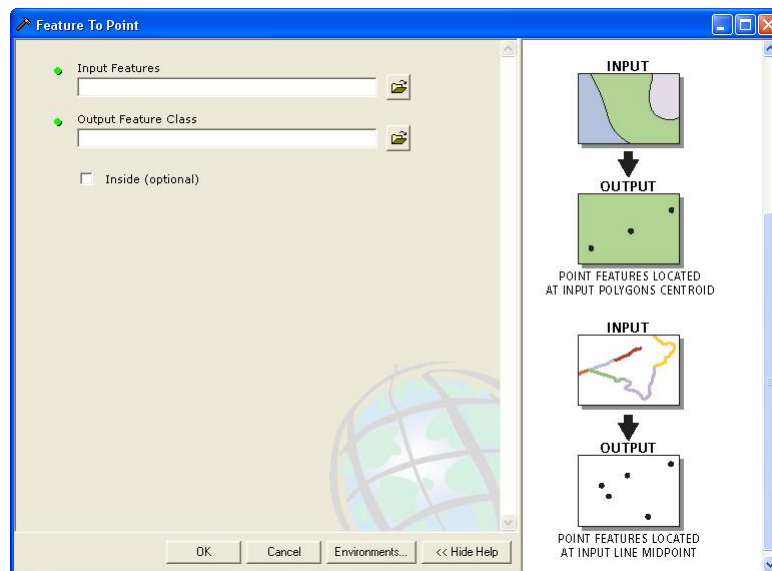 Feature To Point
Input Features
Output Feature Class
Inside (optional)
OK
Cancel
Environments...
<< Hide Help
INPUT
OUTPUT
POINT FEATURES LOCATED
AT INPUT POLYGONS CENTROID
INPUT
OUTPUT
POINT FEATURES LOCATED
AT INPUT LINE MIDPOINT